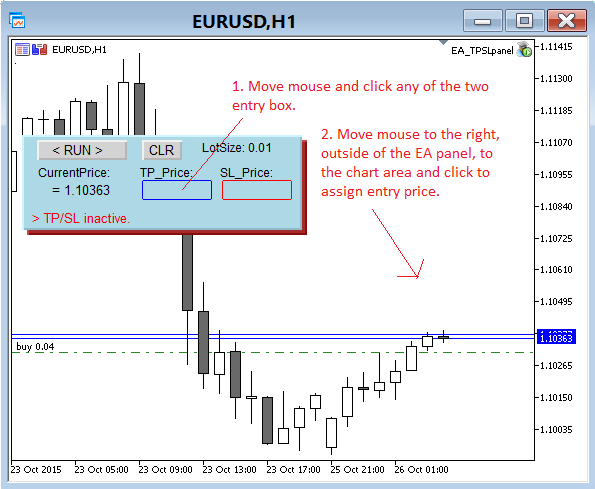 EURUSD,H1
EURUSD,H1
EA_TPSLpanel
1.11415
1.11300
1.11185
1.11070
1.10955
1.10840
1.10725
1.10610
1.10495
1.10363
1.10265
1.10150
1.10035
1. Move mouse and click any of the two
entry box.
2. Move mouse to the right,
outside of the EA panel, to
the chart area and click to
assign entry price.
< RUN >
CLR
LotSize: 0.01
CurrentPrice:
TP_Price:
SL_Price:
= 1.10363
> TP/SL inactive.
buy 0.04
23 Oct 2015
23 Oct 05:00
23 Oct 09:00
23 Oct 13:00
23 Oct 17:00
25 Oct 21:00
26 Oct 01:00